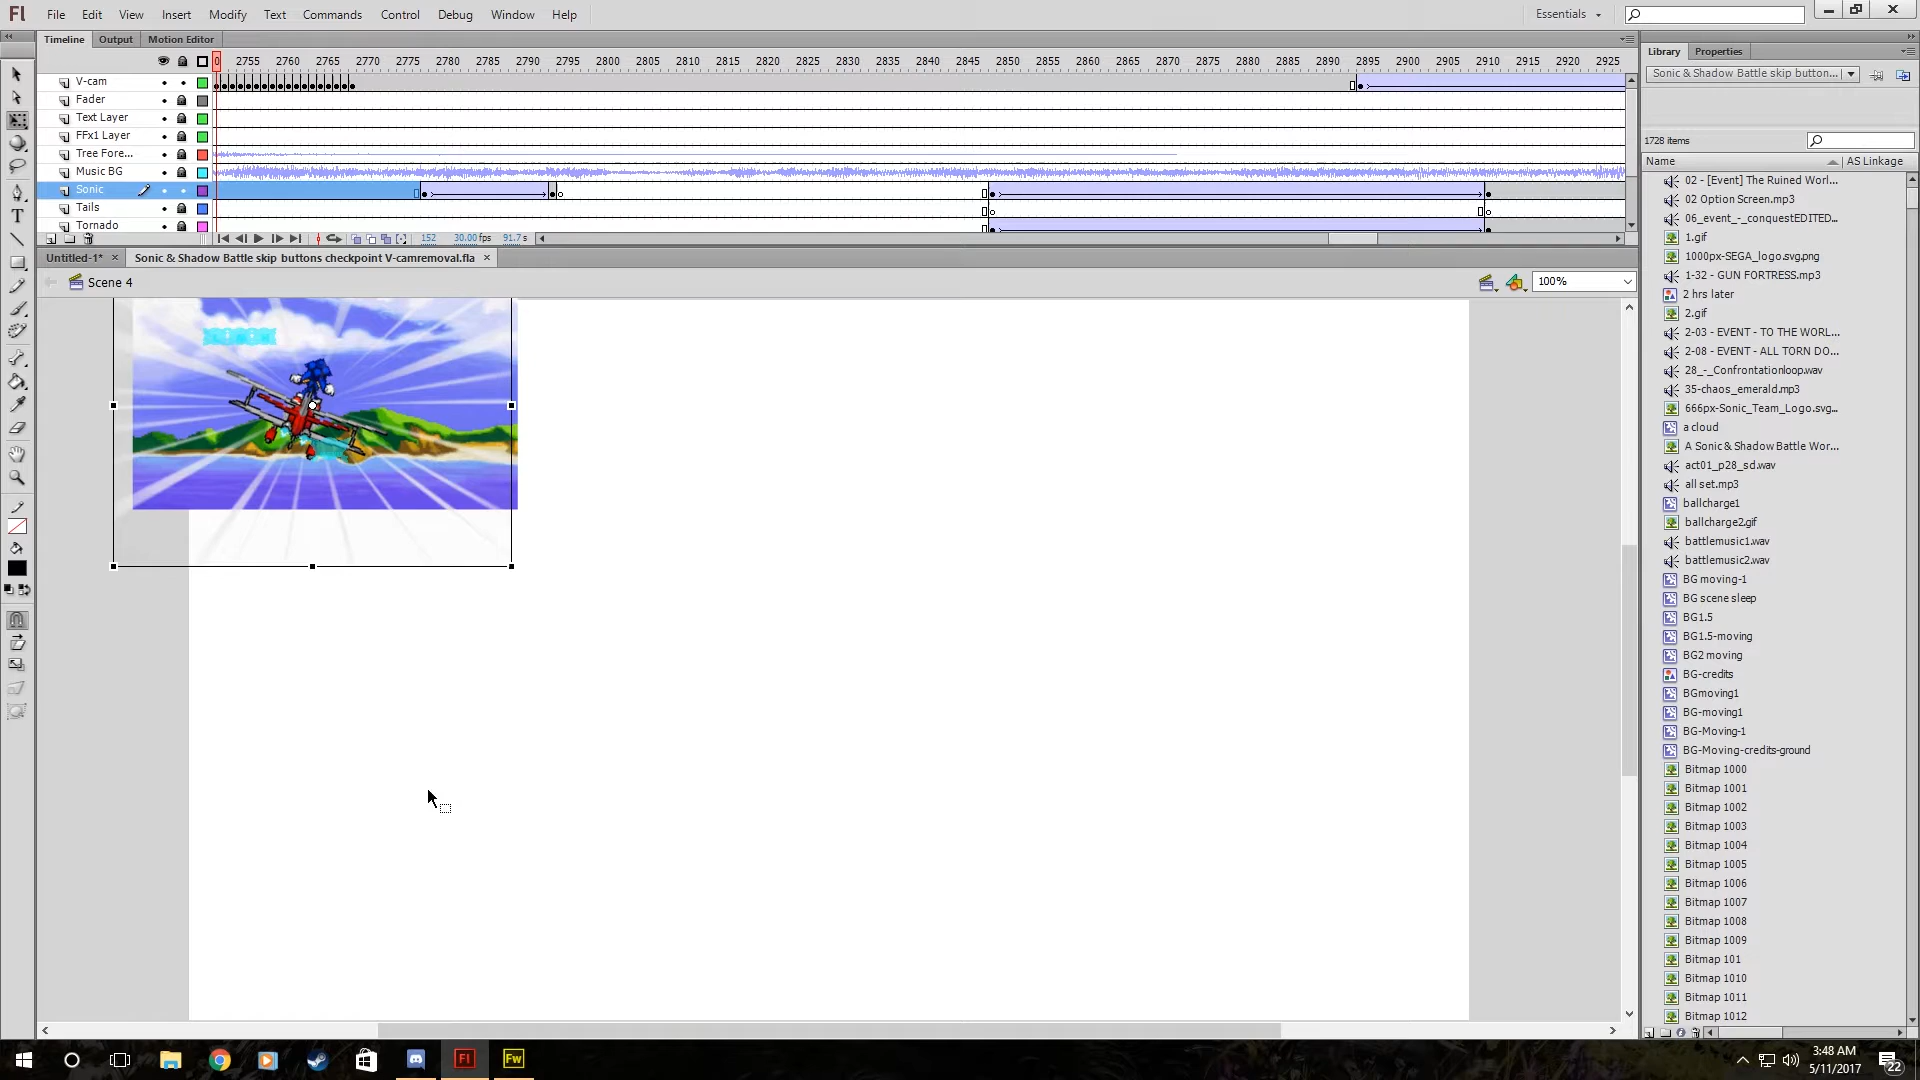 Fl File Edit View Insert Modify Text Commands Control Debug Window Help Essentials
Timeline Output Motion Editor
Library Properties
0 2755 2760 2765 2770 2775 2780 2785 2790 2795 2800 2805 2810 2815 2820 2825 2830 2835 2840 2845 2850 2855 2860 2865 2870 2875 2880 2885 2890 2895 2900 2905 2910 2915 2920 2925
V-cam
Fader
Text Layer
FFx1 Layer
Tree Fore...
Music BG
Sonic
Tails
Tornado
152 30.00 fps 91.7 s
Untitled-1* × Sonic & Shadow Battle skip buttons checkpoint V-camremoval.fla ×
Scene 4
100%
Sonic & Shadow Battle skip button...
1728 items
Name AS Linkage
02 - [Event] The Ruined Worl...
02 Option Screen.mp3
06_event_-_conquestEDITED...
1.gif
1000px-SEGA_logo.svg.png
1-32 - GUN FORTRESS.mp3
2 hrs later
2.gif
2-03 - EVENT - TO THE WORL...
2-08 - EVENT - ALL TORN DO...
28_-_Confrontationloop.wav
35-chaos_emerald.mp3
666px-Sonic_Team_Logo.svg...
a cloud
A Sonic & Shadow Battle Wor...
act01_p28_sd.wav
all set.mp3
ballcharge1
ballcharge2.gif
battlemusic1.wav
battlemusic2.wav
BG moving-1
BG scene sleep
BG1.5
BG1.5-moving
BG2 moving
BG-credits
BGmoving1
BG-moving1
BG-Moving-1
BG-Moving-credits-ground
Bitmap 1000
Bitmap 1001
Bitmap 1002
Bitmap 1003
Bitmap 1004
Bitmap 1005
Bitmap 1006
Bitmap 1007
Bitmap 1008
Bitmap 1009
Bitmap 101
Bitmap 1010
Bitmap 1011
Bitmap 1012
Fl Fw
3:48 AM
5/11/2017
22